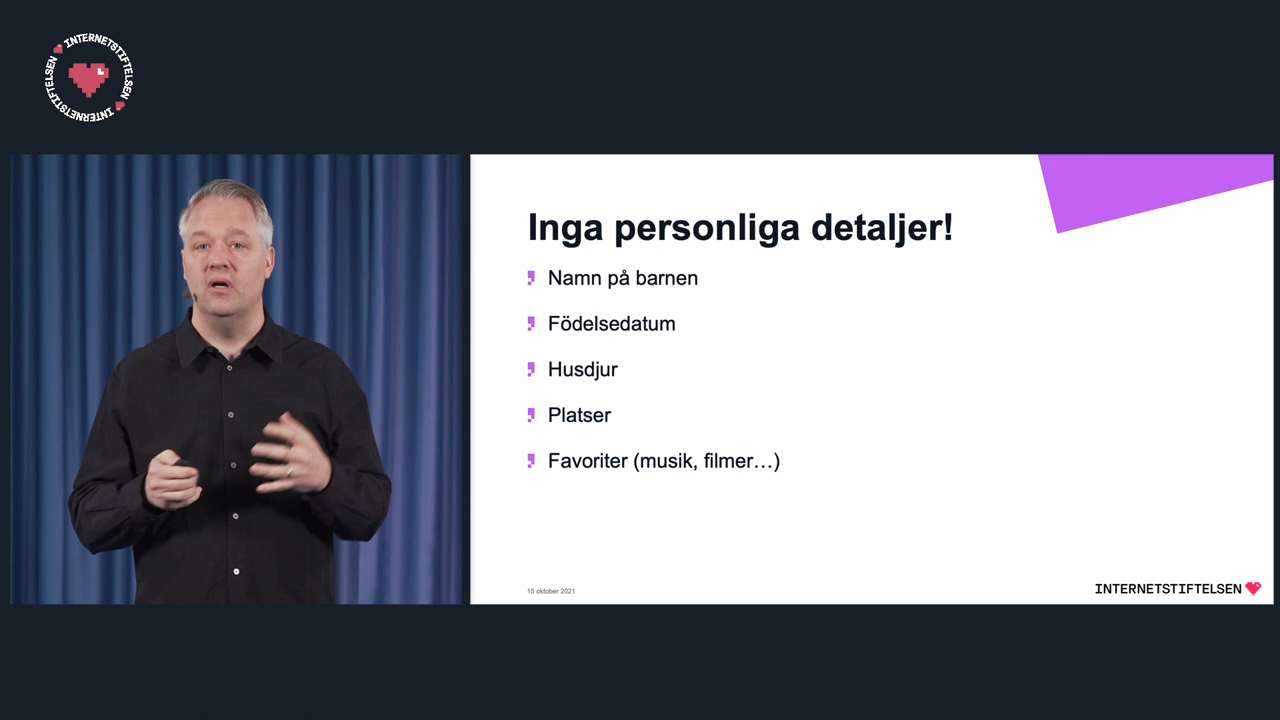 INTERNETSTIFTELSEN
INTERNETSTIFTELSEN
Inga personliga detaljer!
Namn på barnen
Födelsedatum
Husdjur
Platser
Favoriter (musik, filmer…)
15 oktober 2021
INTERNETSTIFTELSEN